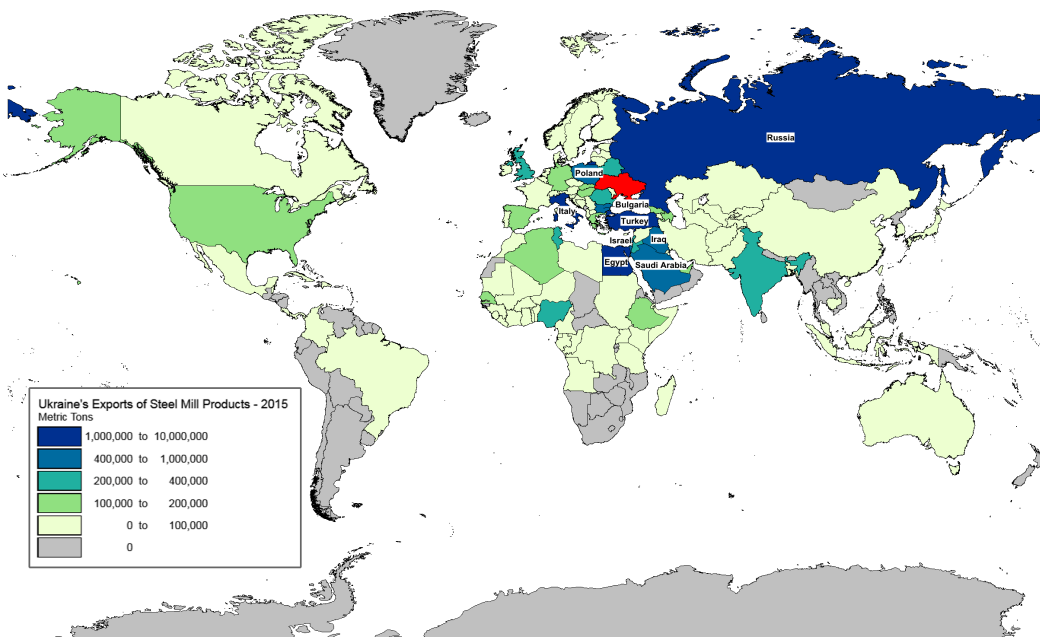 Russia
Poland
Bulgaria
Italy
Turkey
Israel
Iraq
Egypt
Saudi Arabia
Ukraine's Exports of Steel Mill Products - 2015
Metric Tons
1,000,000 to 10,000,000
400,000 to 1,000,000
200,000 to 400,000
100,000 to 200,000
0 to 100,000
0